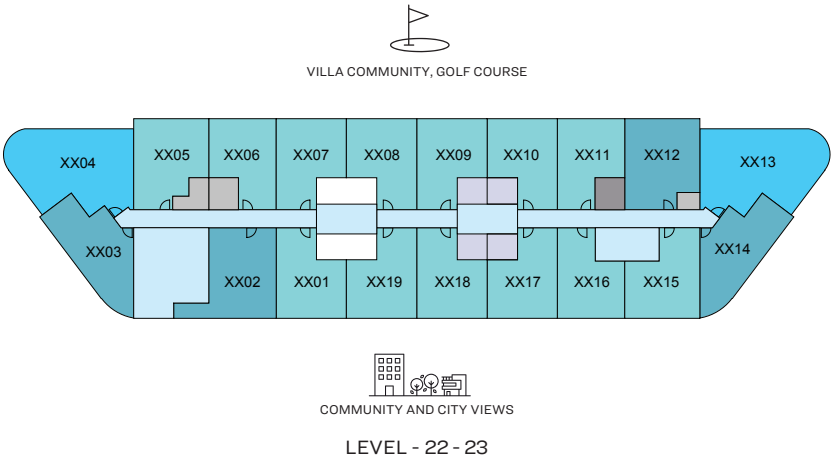 VILLA COMMUNITY, GOLF COURSE
XX04
XX05
XX06
XX07
XX08
XX09
XX10
XX11
XX12
XX13
XX03
XX02
XX01
XX19
XX18
XX17
XX16
XX15
XX14
COMMUNITY AND CITY VIEWS
LEVEL - 22 - 23